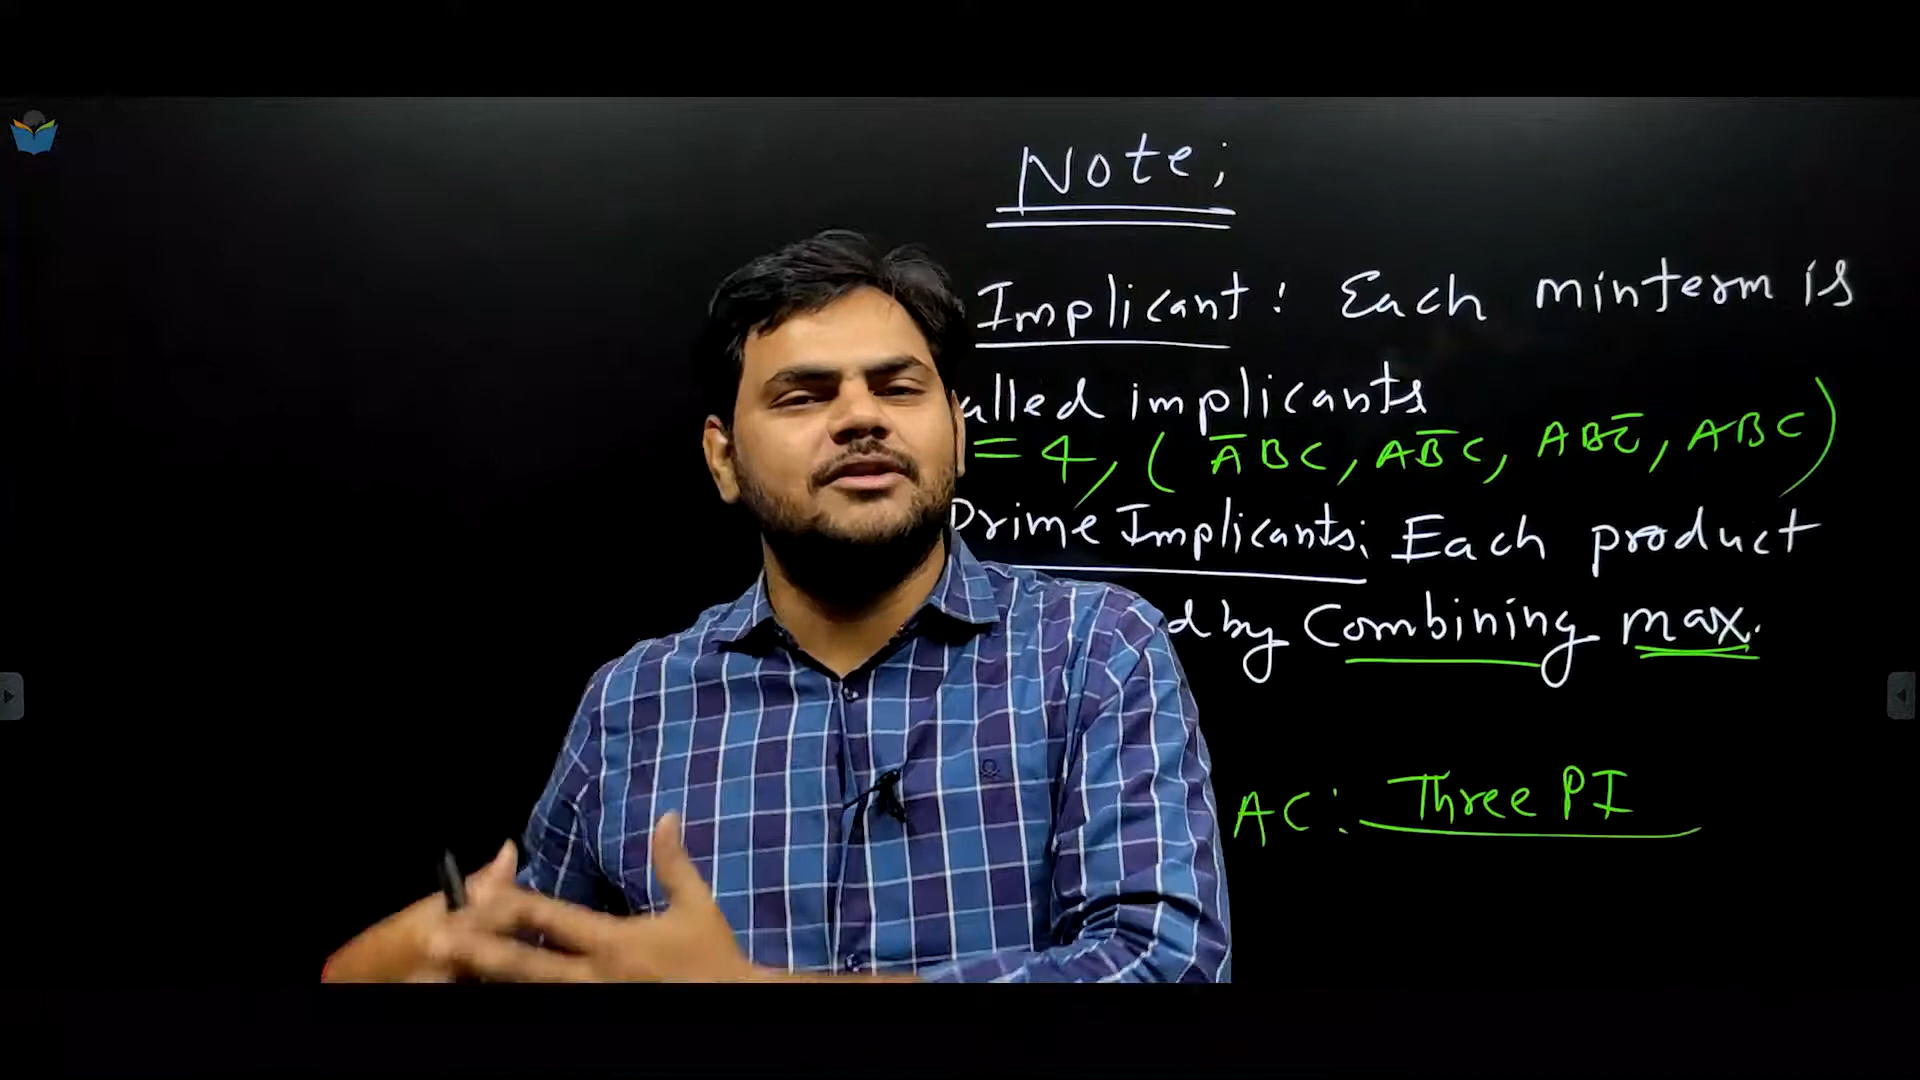 Note;
Implicant: Each minterm is
alled implicants
= 4, ( A̅BC, AB̅C, ABC̅, ABC)
Prime Implicants: Each product
d by Combining max.
AC: Three PI